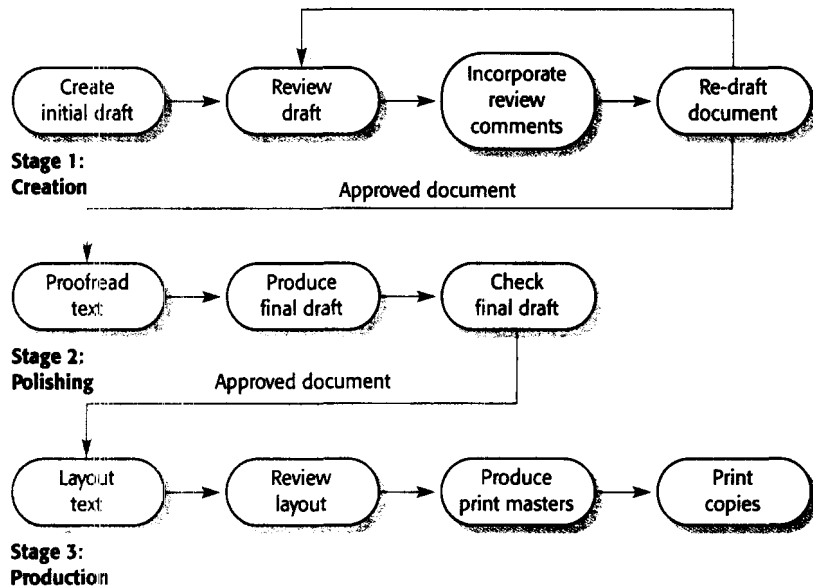 Create
initial draft
Review
draft
Incorporate
review
comments
Re-draft
document
Stage 1:
Creation
Approved document
Proofread
text
Produce
final draft
Check
final draft
Stage 2:
Polishing
Approved document
Layout
text
Review
layout
Produce
print masters
Print
copies
Stage 3:
Production